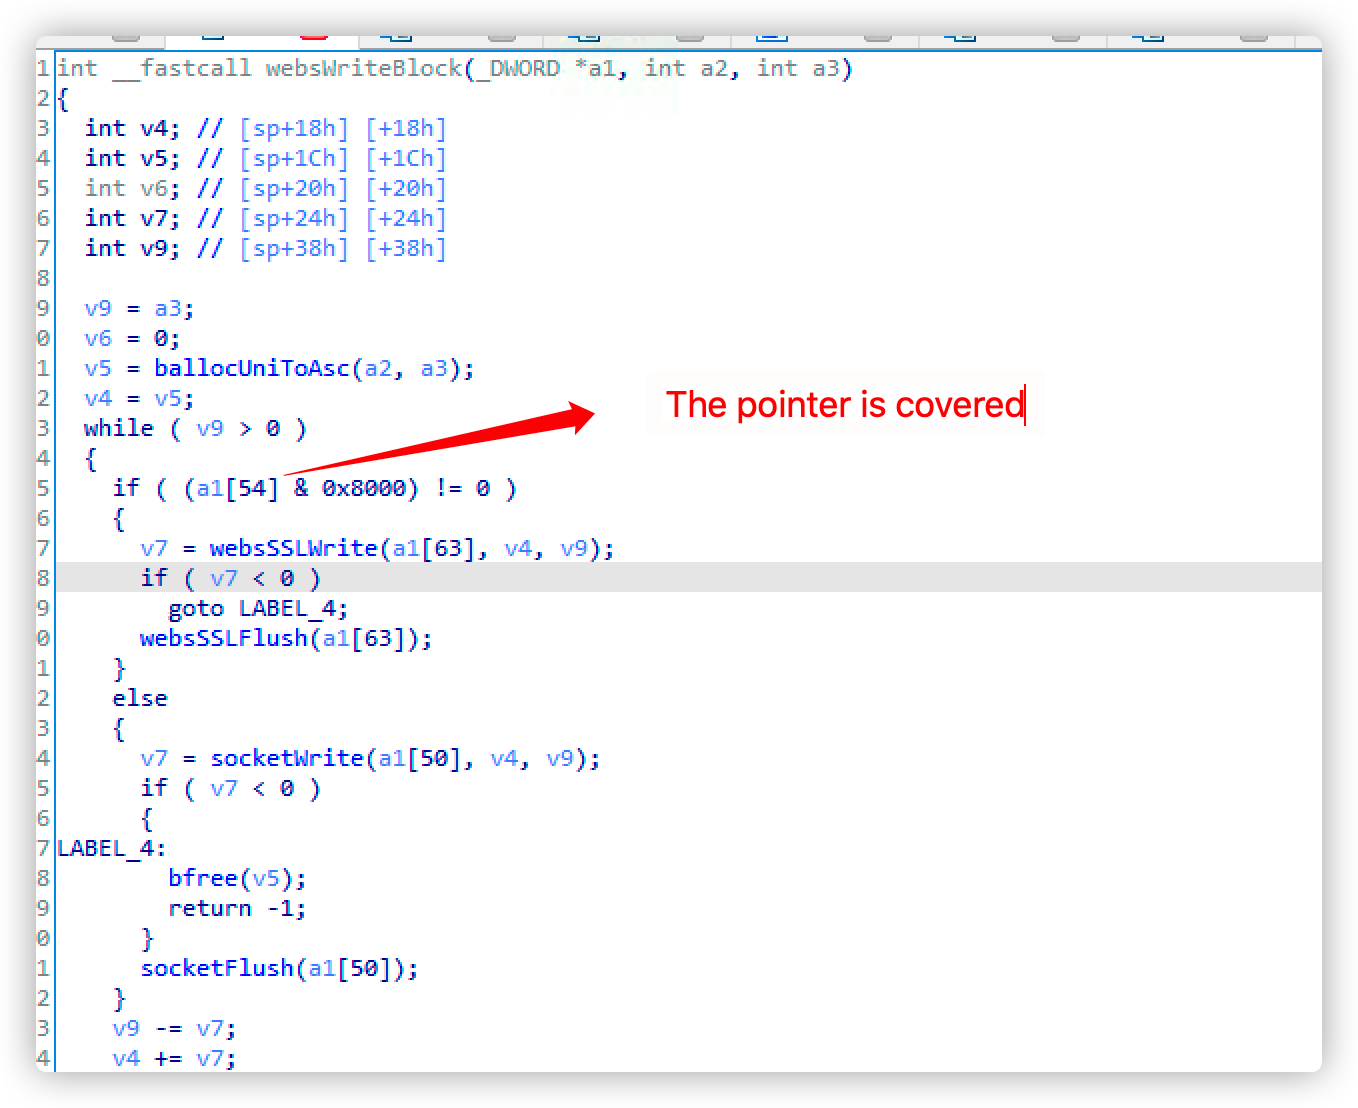 1 int __fastcall websWriteBlock(_DWORD *a1, int a2, int a3)
2 {
3   int v4; // [sp+18h] [+18h]
4   int v5; // [sp+1Ch] [+1Ch]
5   int v6; // [sp+20h] [+20h]
6   int v7; // [sp+24h] [+24h]
7   int v9; // [sp+38h] [+38h]
8
9   v9 = a3;
0   v6 = 0;
1   v5 = ballocUniToAsc(a2, a3);
2   v4 = v5;
The pointer is covered
3   while ( v9 > 0 )
4   {
5     if ( (a1[54] & 0x8000) != 0 )
6     {
7       v7 = websSSLWrite(a1[63], v4, v9);
8       if ( v7 < 0 )
9         goto LABEL_4;
0       websSSLFlush(a1[63]);
1     }
2     else
3     {
4       v7 = socketWrite(a1[50], v4, v9);
5       if ( v7 < 0 )
6       {
7 LABEL_4:
8         bfree(v5);
9         return -1;
0       }
1       socketFlush(a1[50]);
2     }
3     v9 -= v7;
4     v4 += v7;